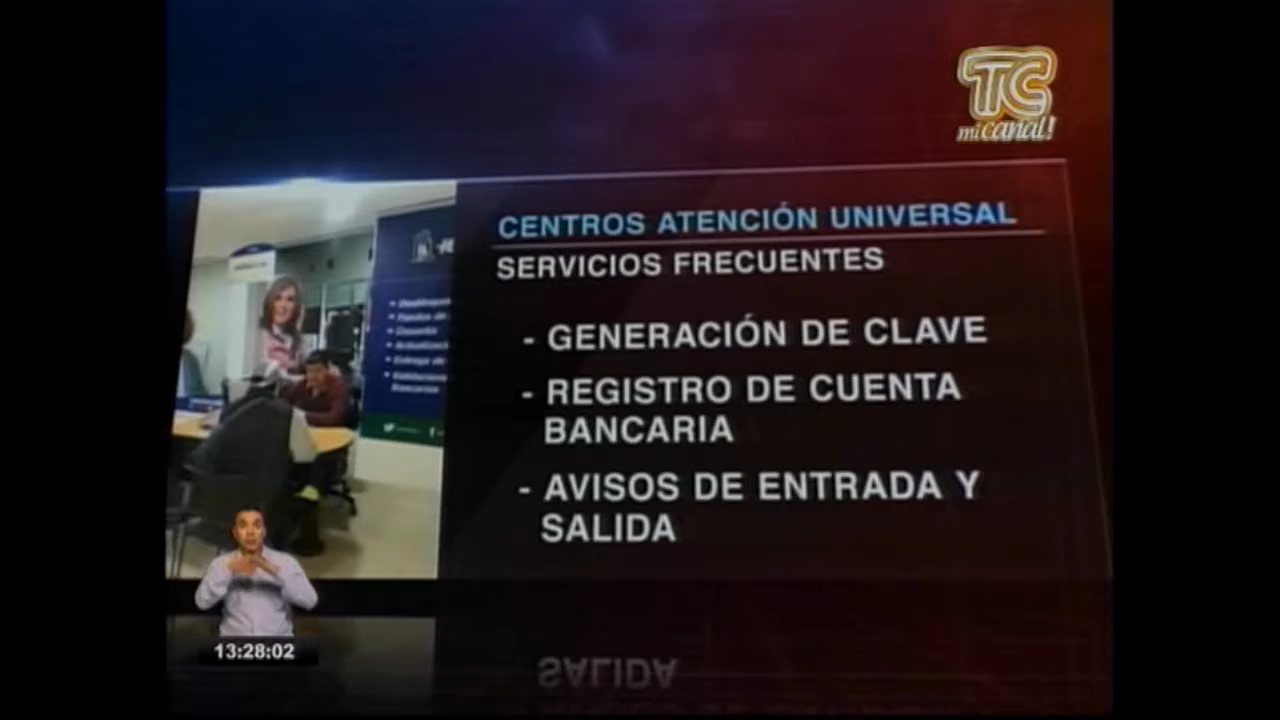 TC
mi canal!
CENTROS ATENCIÓN UNIVERSAL
SERVICIOS FRECUENTES
- GENERACIÓN DE CLAVE
- REGISTRO DE CUENTA
BANCARIA
- AVISOS DE ENTRADA Y
SALIDA
13:28:02
SALIDA